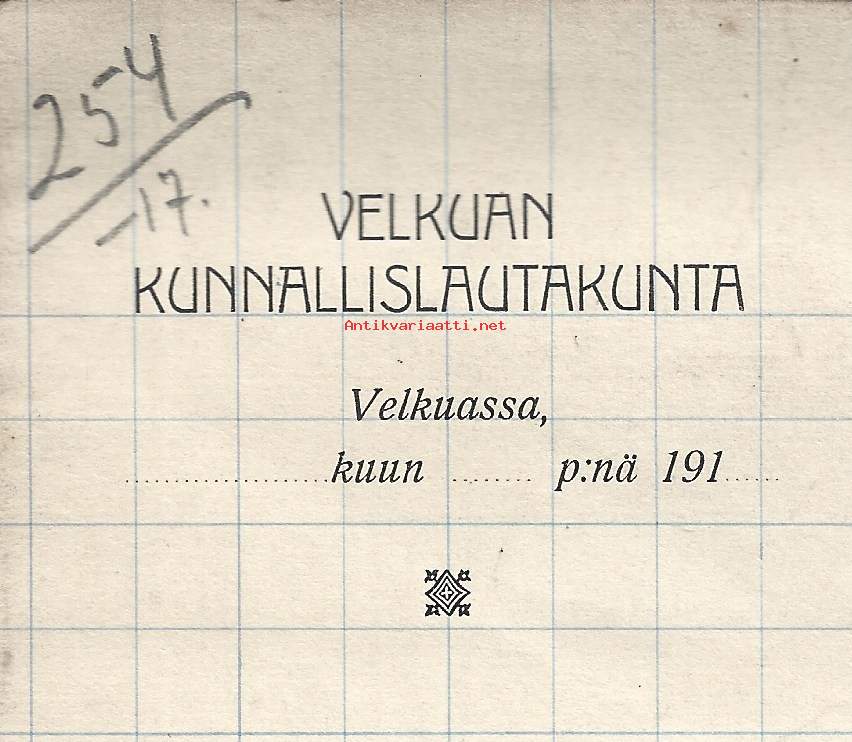 254
-17.
VELKUAN
KUNNALLISLAUTAKUNTA
Antikvariaatti.net
Velkuassa,
....................kuun ......... p:nä 191......